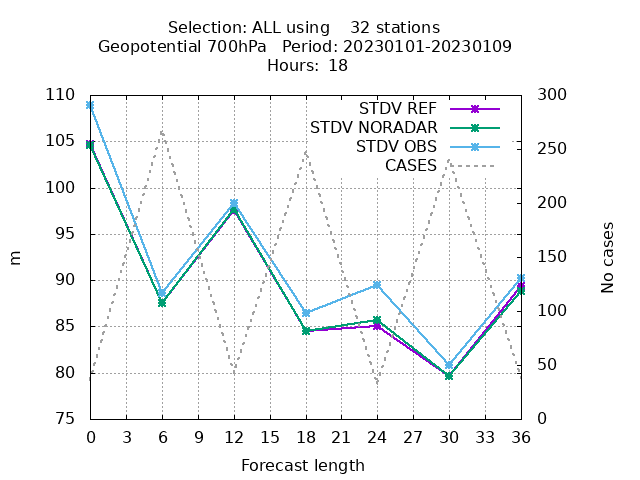 Selection: ALL using    32 stations
Geopotential 700hPa   Period: 20230101-20230109
Hours:  18
110
105
100
95
90
85
80
75
300
250
200
150
100
50
0
STDV REF
STDV NORADAR
STDV OBS
CASES
m
No cases
0 3 6 9 12 15 18 21 24 27 30 33 36
Forecast length